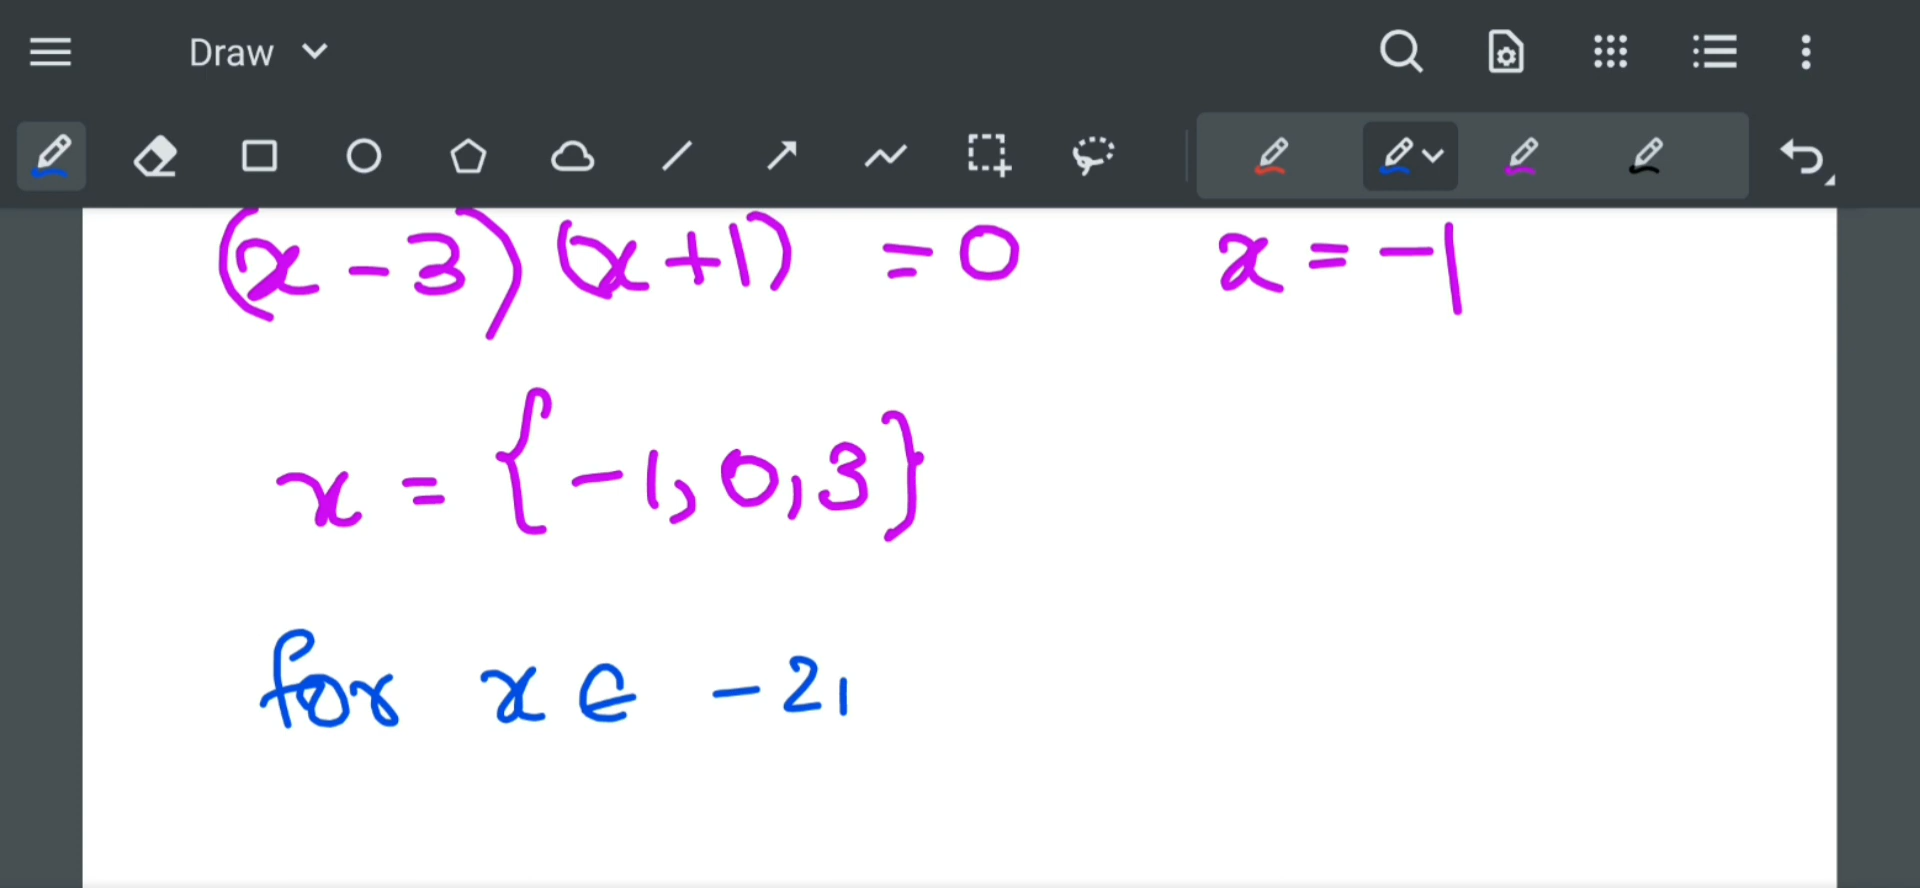 Draw
(x-3)(x+1) =0 x=-1
x = {-1,0,3}
for x ∈ -2,